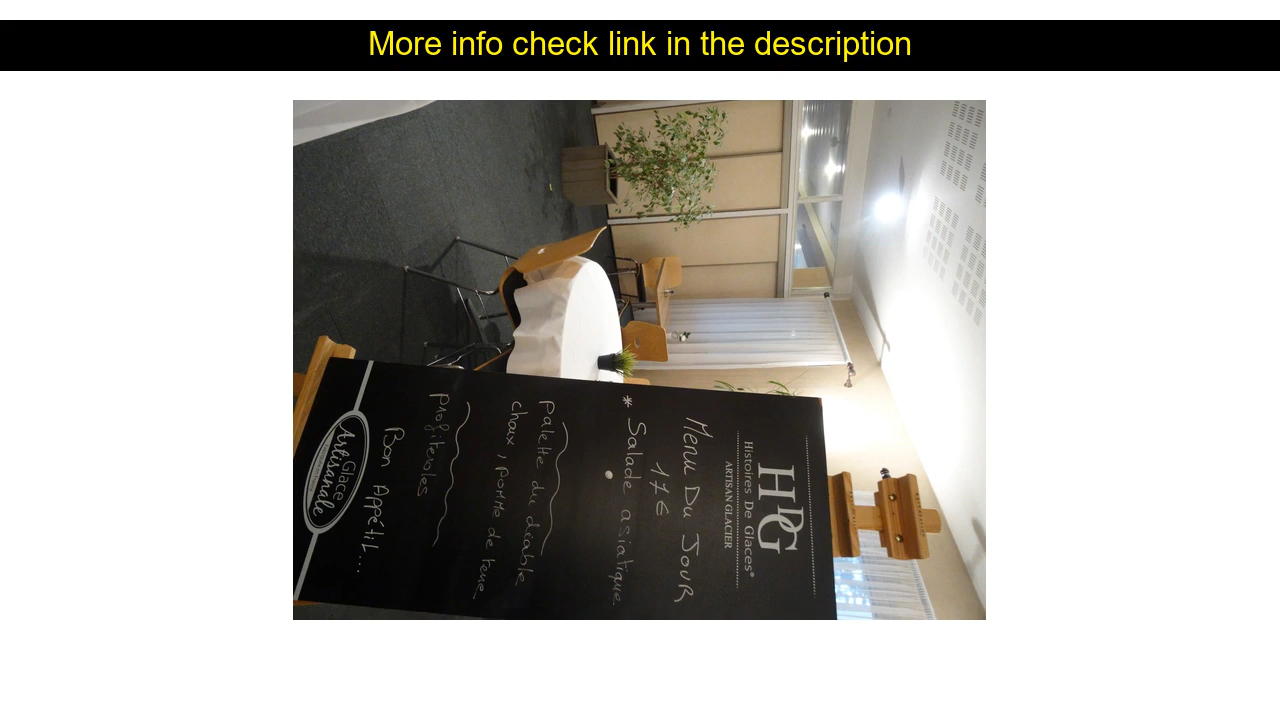 More info check link in the description
HDG
Histoires De Glaces®
ARTISAN GLACIER
Menu Du JOUR
17€
* Salade asiatique
Palette du diable
choux, Pomme de terre
Profiteroles
Bon Appétit...
Glace
Artisanale